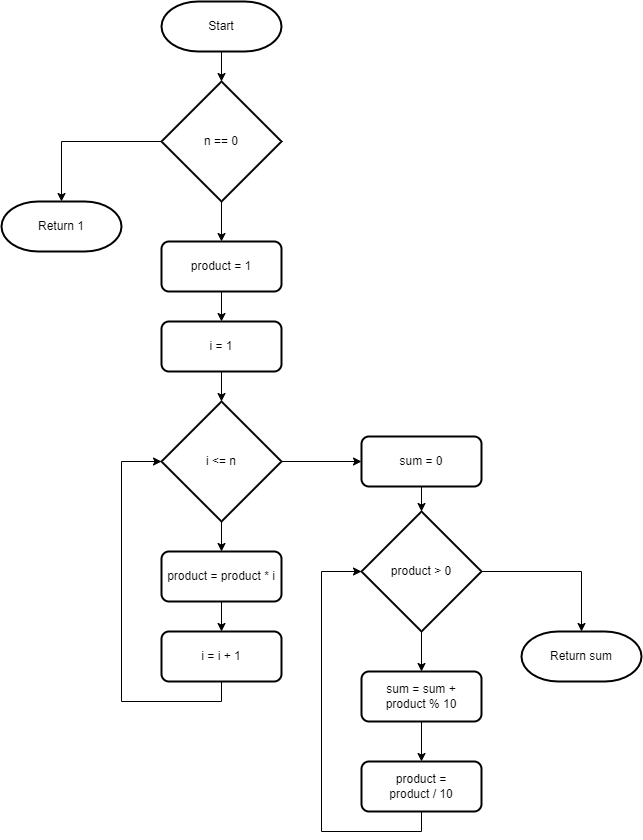 Start
n == 0
Return 1
product = 1
i = 1
i <= n
product = product * i
i = i + 1
sum = 0
product > 0
Return sum
sum = sum +
product % 10
product =
product / 10